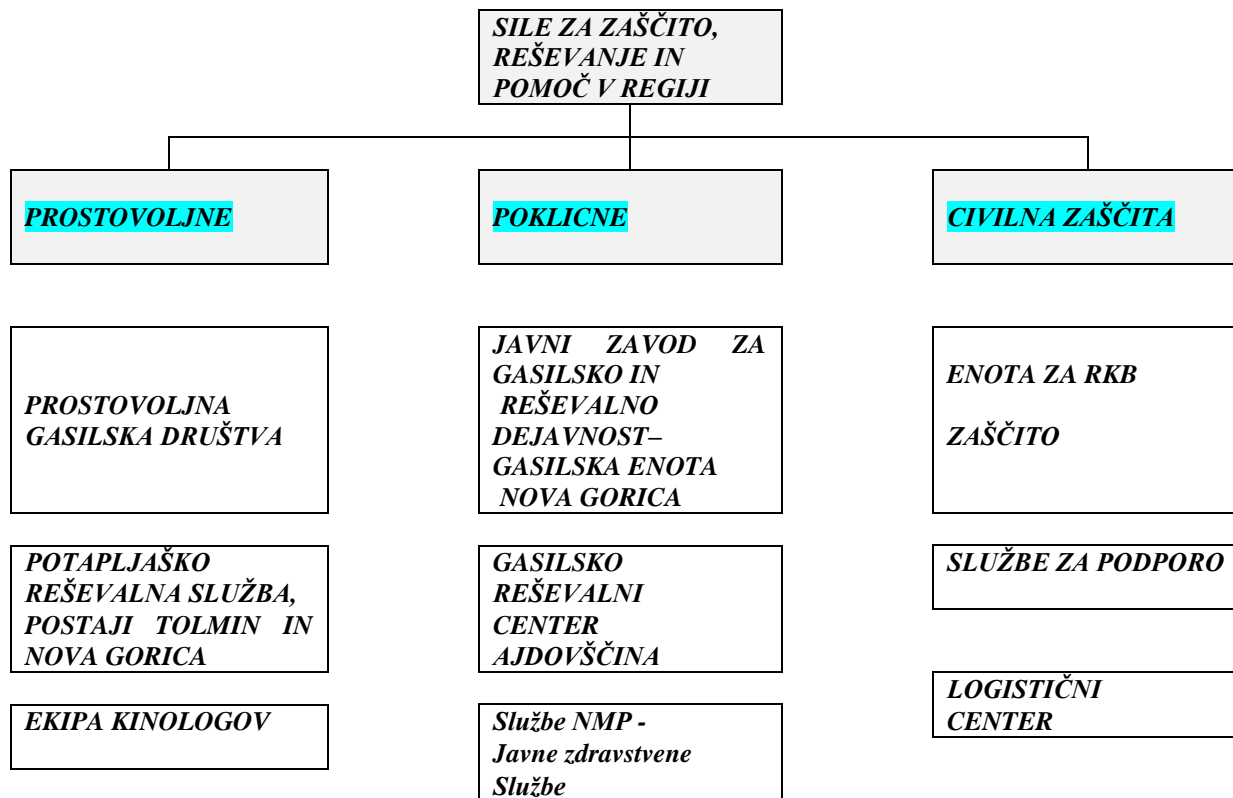 SILE ZA ZAŠČITO,
REŠEVANJE IN
POMOČ V REGIJI
PROSTOVOLJNE
POKLICNE
CIVILNA ZAŠČITA
PROSTOVOLJNA
GASILSKA DRUŠTVA
JAVNI ZAVOD ZA
GASILSKO IN
REŠEVALNO
DEJAVNOST–
GASILSKA ENOTA
NOVA GORICA
ENOTA ZA RKB
ZAŠČITO
POTAPLJAŠKO
REŠEVALNA SLUŽBA,
POSTAJI TOLMIN IN
NOVA GORICA
GASILSKO
REŠEVALNI
CENTER
AJDOVŠČINA
SLUŽBE ZA PODPORO
EKIPA KINOLOGOV
Službe NMP -
Javne zdravstvene
Službe
LOGISTIČNI
CENTER